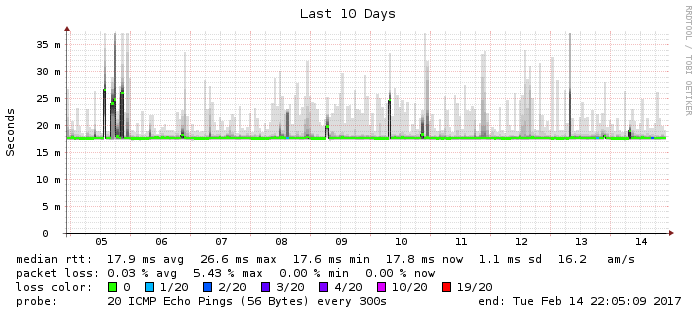 Last 10 Days
RRDTOOL / TOBI OETIKER
Seconds
35 m
30 m
25 m
20 m
15 m
10 m
5 m
0
05 06 07 08 09 10 11 12 13 14
median rtt: 17.9 ms avg 26.6 ms max 17.6 ms min 17.8 ms now 1.1 ms sd 16.2 am/s
packet loss: 0.03 % avg 5.43 % max 0.00 % min 0.00 % now
loss color: 0 1/20 2/20 3/20 4/20 10/20 19/20
probe: 20 ICMP Echo Pings (56 Bytes) every 300s end: Tue Feb 14 22:05:09 2017